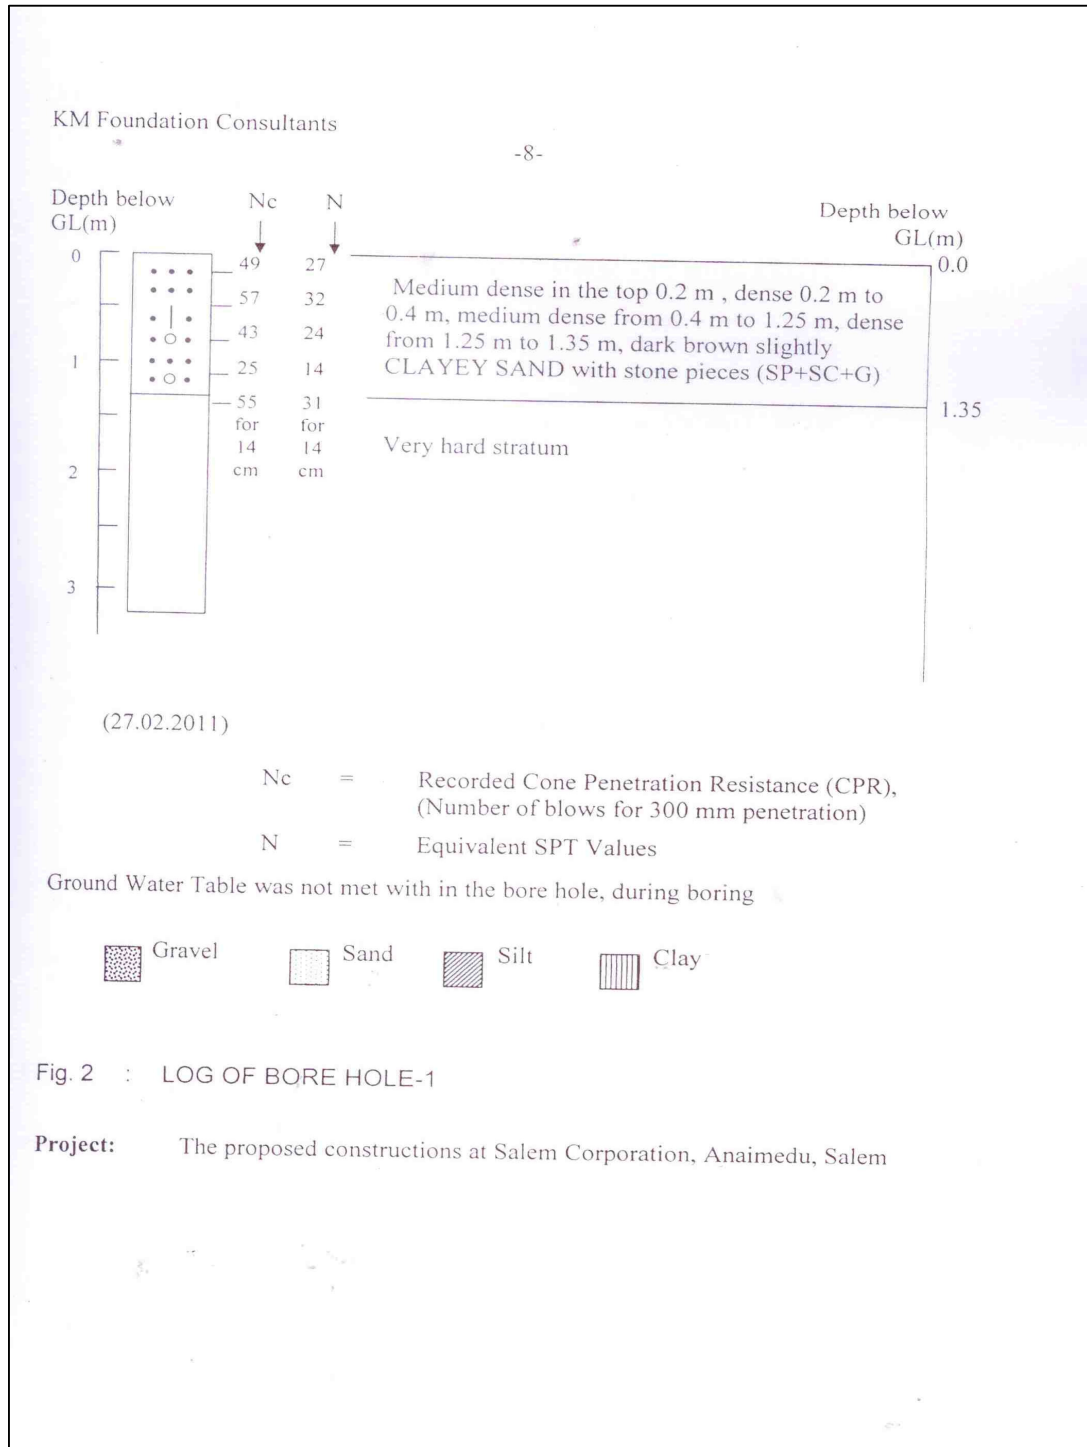 KM Foundation Consultants
-8-
Depth below Nc N Depth below
GL(m) GL(m)
0 49 27 0.0
Medium dense in the top 0.2 m , dense 0.2 m to
57 32 0.4 m, medium dense from 0.4 m to 1.25 m, dense
43 24 from 1.25 m to 1.35 m, dark brown slightly
1 25 14 CLAYEY SAND with stone pieces (SP+SC+G)
55 31 1.35
for for
14 14 Very hard stratum
2 cm cm
3
(27.02.2011)
Nc = Recorded Cone Penetration Resistance (CPR),
(Number of blows for 300 mm penetration)
N = Equivalent SPT Values
Ground Water Table was not met with in the bore hole, during boring
Gravel Sand Silt Clay
Fig. 2 : LOG OF BORE HOLE-1
Project: The proposed constructions at Salem Corporation, Anaimedu, Salem